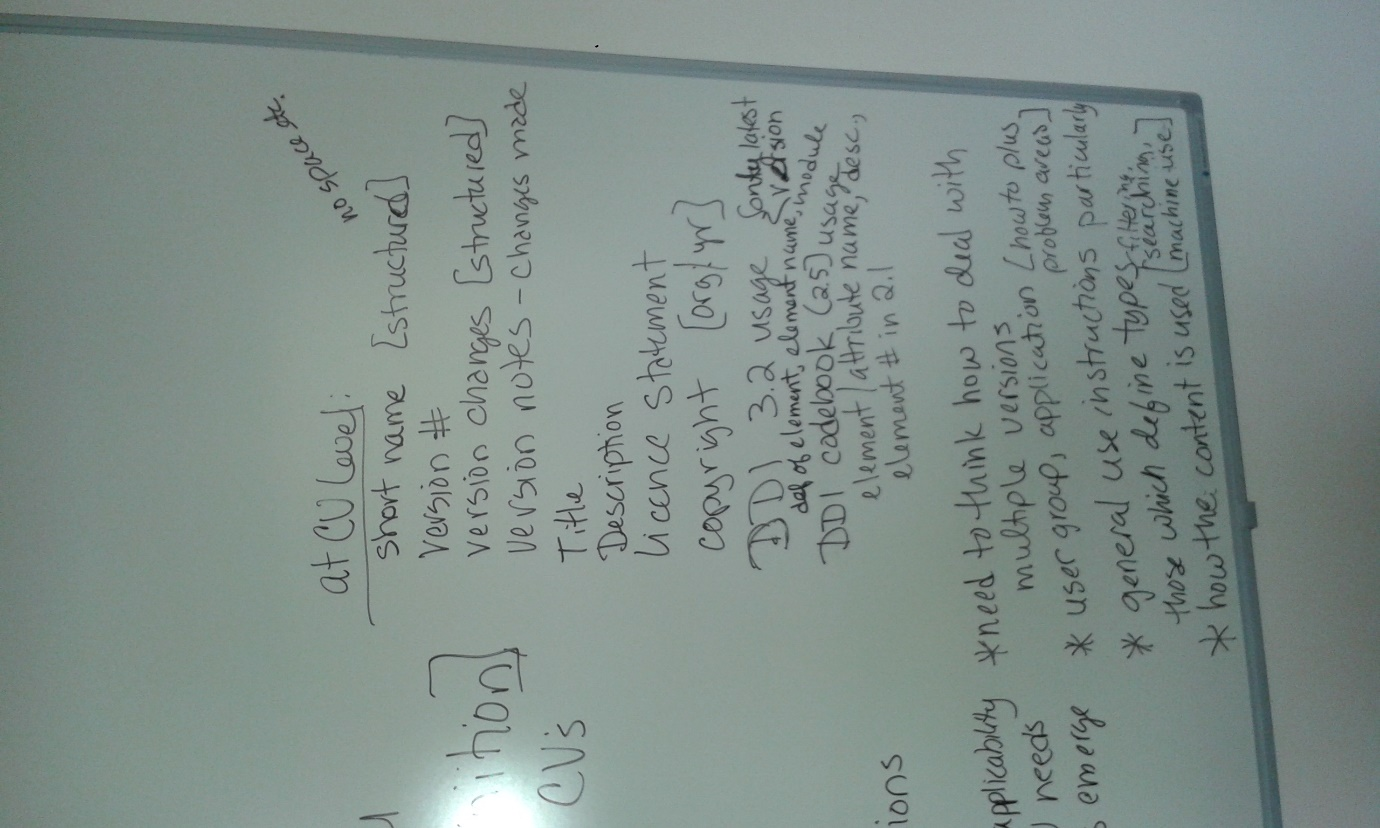 no space etc.
at CV level:
short name [structured]
Version #
version changes [structured]
Version notes - changes made
Title
Description
Licence statement
copyright [org/yr]
DDI 3.2 usage only latest version
of element, element name, module
DDI codebook (2.5) usage
element/attribute name, desc,
element # in 2.1
*need to think how to deal with
multiple versions
* user group, application [how to plus
problem areas]
* general use instructions particularly
those which define types [filtering,
searching,]
* how the content is used [machine use]
ition]
CVs
ions
applicability
needs
emerge